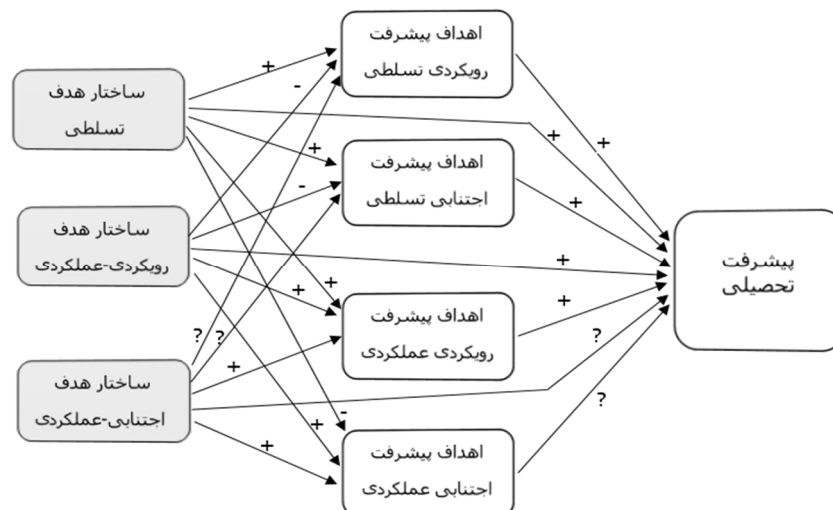 ساختار هدف
تسلطی
ساختار هدف
رویکردی-عملکردی
ساختار هدف
اجتنابی-عملکردی
اهداف پیشرفت
رویکردی تسلطی
اهداف پیشرفت
اجتنابی تسلطی
اهداف پیشرفت
رویکردی عملکردی
اهداف پیشرفت
اجتنابی عملکردی
پیشرفت
تحصیلی
+
-
+
-
+
+
?
?
+
+
+
-
+
+
+
+
+
?
?